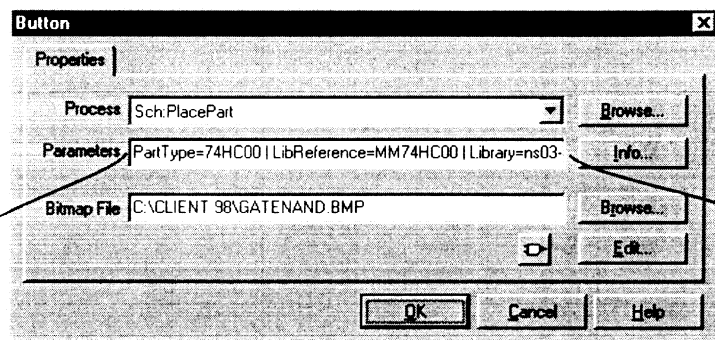 Button
Properties
Process Sch:PlacePart Browse...
Parameters PartType=74HC00 | LibReference=MM74HC00 | Library=ns03- Info...
Bitmap File C:\CLIENT 98\GATENAND.BMP Browse...
Edit...
OK Cancel Help